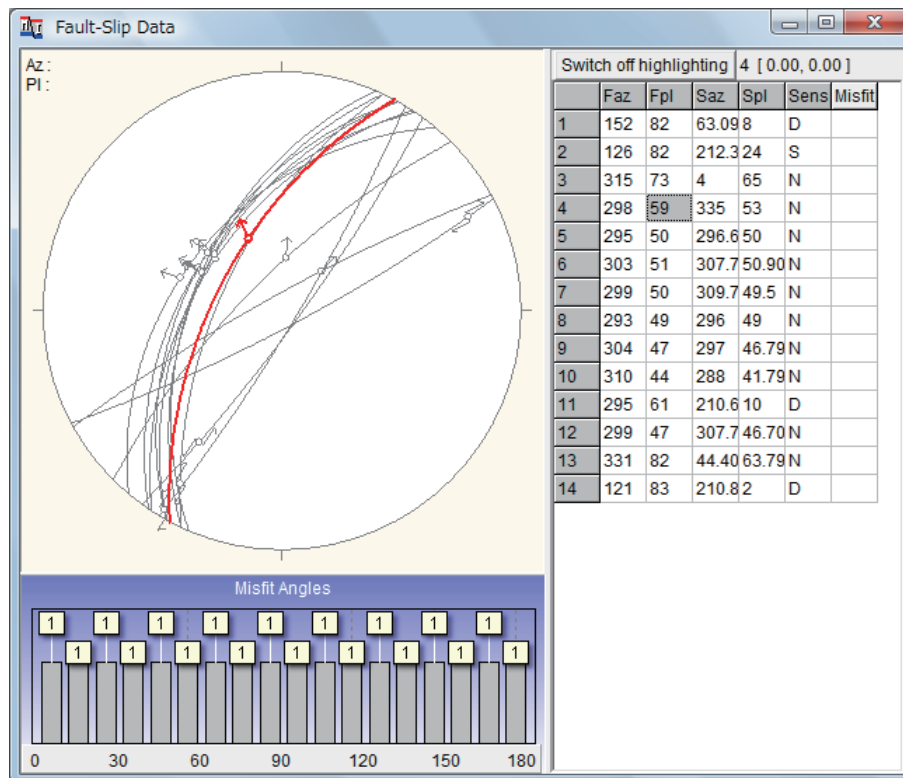 Fault-Slip Data
Az :
Pl :
Switch off highlighting 4 [ 0.00, 0.00 ]
Faz Fpl Saz Spl Sens Misfit
1 152 82 63.09 8 D
2 126 82 212.3 24 S
3 315 73 4 65 N
4 298 59 335 53 N
5 295 50 296.6 50 N
6 303 51 307.7 50.90 N
7 299 50 309.7 49.5 N
8 293 49 296 49 N
9 304 47 297 46.79 N
10 310 44 288 41.79 N
11 295 61 210.6 10 D
12 299 47 307.7 46.70 N
13 331 82 44.40 63.79 N
14 121 83 210.8 2 D
Misfit Angles
1 1 1 1 1 1 1 1 1
1 1 1 1 1 1 1 1 1
0 30 60 90 120 150 180